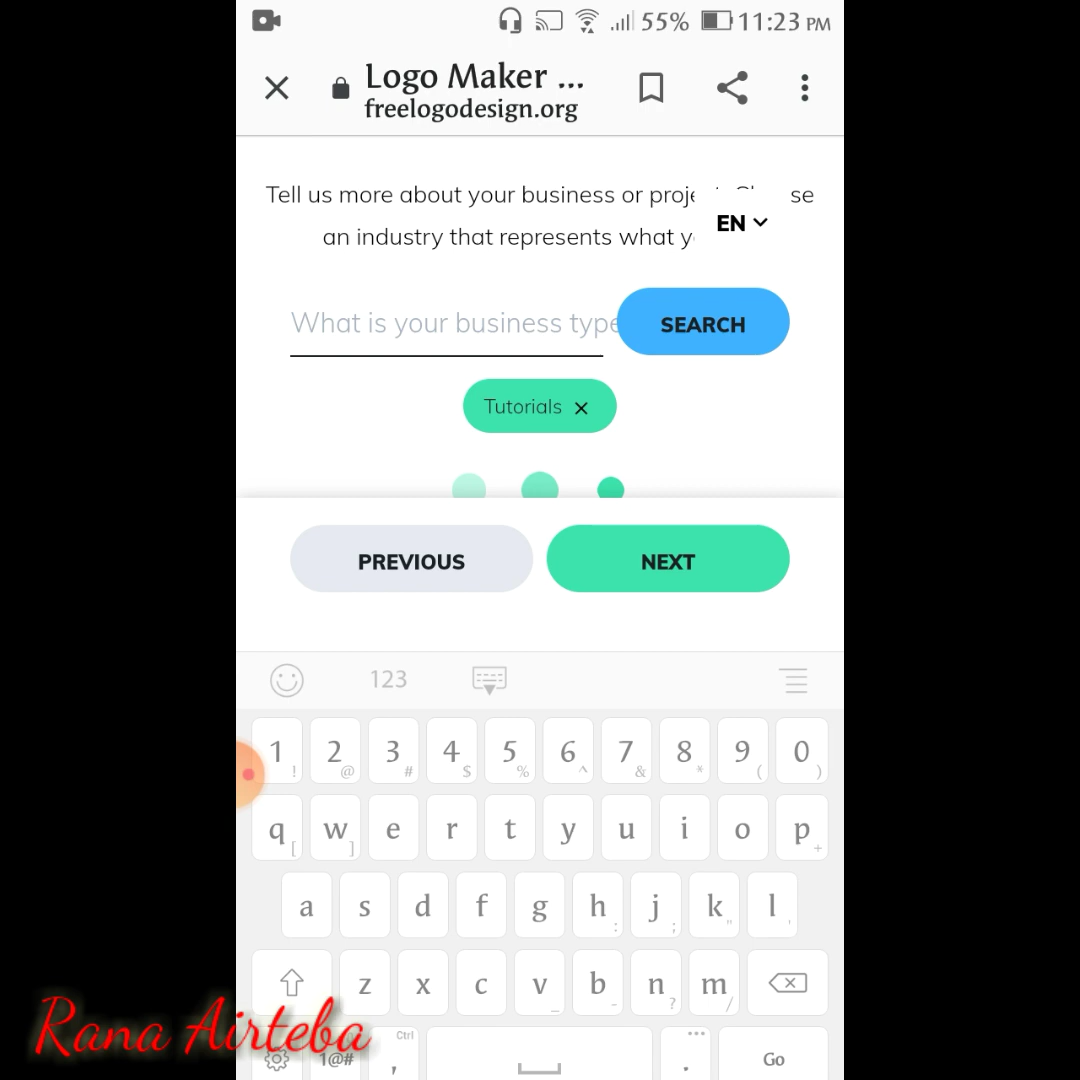 55% 11:23 PM
Logo Maker ...
freelogodesign.org
Tell us more about your business or proje se
an industry that represents what y
EN
What is your business type
SEARCH
Tutorials ×
PREVIOUS NEXT
123
1 ! 2 @ 3 # 4 $ 5 % 6 ^ 7 & 8 * 9 ( 0 )
q [ w ] e r t y u i o p +
a s d f g h : j ; k " l '
z x c v _ b - n ? m /
Rana Airteba
1@# Ctrl , ... . Go